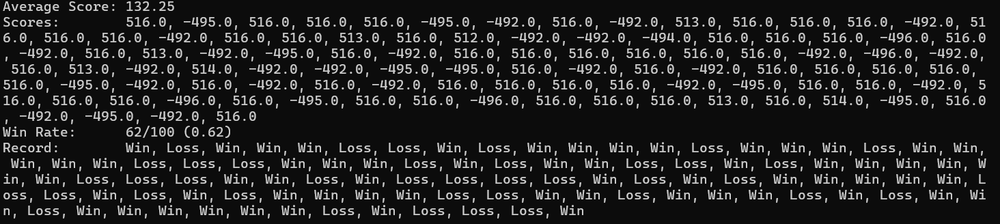 Average Score: 132.25
Scores:        516.0, -495.0, 516.0, 516.0, 516.0, -495.0, -492.0, 516.0, -492.0, 513.0, 516.0, 516.0, 516.0, -492.0, 51
6.0, 516.0, 516.0, -492.0, 516.0, 516.0, 513.0, 516.0, 512.0, -492.0, -492.0, -494.0, 516.0, 516.0, 516.0, -496.0, 516.0
, -492.0, 516.0, 513.0, -492.0, -495.0, 516.0, -492.0, 516.0, 516.0, 516.0, 516.0, 516.0, 516.0, -492.0, -496.0, -492.0,
 516.0, 513.0, -492.0, 514.0, -492.0, -492.0, -495.0, -495.0, 516.0, -492.0, 516.0, -492.0, 516.0, 516.0, 516.0, 516.0,
516.0, -495.0, -492.0, 516.0, -492.0, 516.0, -492.0, 516.0, 516.0, 516.0, 516.0, -492.0, -495.0, 516.0, 516.0, -492.0, 5
16.0, 516.0, 516.0, -496.0, 516.0, -495.0, 516.0, 516.0, -496.0, 516.0, 516.0, 516.0, 513.0, 516.0, 514.0, -495.0, 516.0
, -492.0, -495.0, -492.0, 516.0
Win Rate:      62/100 (0.62)
Record:        Win, Loss, Win, Win, Win, Loss, Loss, Win, Loss, Win, Win, Win, Win, Loss, Win, Win, Win, Loss, Win, Win,
 Win, Win, Win, Loss, Loss, Loss, Win, Win, Win, Loss, Win, Loss, Win, Win, Loss, Loss, Win, Loss, Win, Win, Win, Win, W
in, Win, Loss, Loss, Loss, Win, Win, Loss, Win, Loss, Loss, Loss, Loss, Win, Loss, Win, Loss, Win, Win, Win, Win, Win, L
oss, Loss, Win, Loss, Win, Loss, Win, Win, Win, Win, Loss, Loss, Win, Win, Loss, Win, Win, Win, Loss, Win, Loss, Win, Wi
n, Loss, Win, Win, Win, Win, Win, Win, Loss, Win, Loss, Loss, Loss, Win